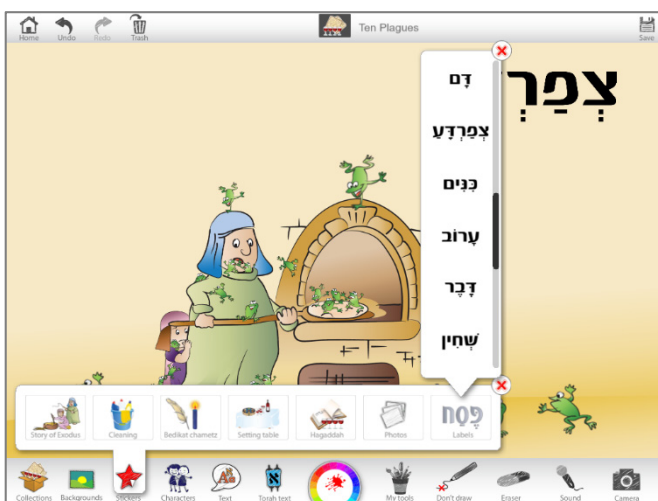 Home
Undo
Redo
Trash
Ten Plagues
Save
צְפַרְ
דָּם
צְפַרְדֵּעַ
כִּנִּים
עָרוֹב
דֶּבֶר
שְׁחִין
Story of Exodus
Cleaning
Bedikat chametz
Setting table
Hagaddah
Photos
פֶּסַח
Labels
Collections
Backgrounds
Stickers
Characters
Text
Torah text
My tools
Don't draw
Eraser
Sound
Camera